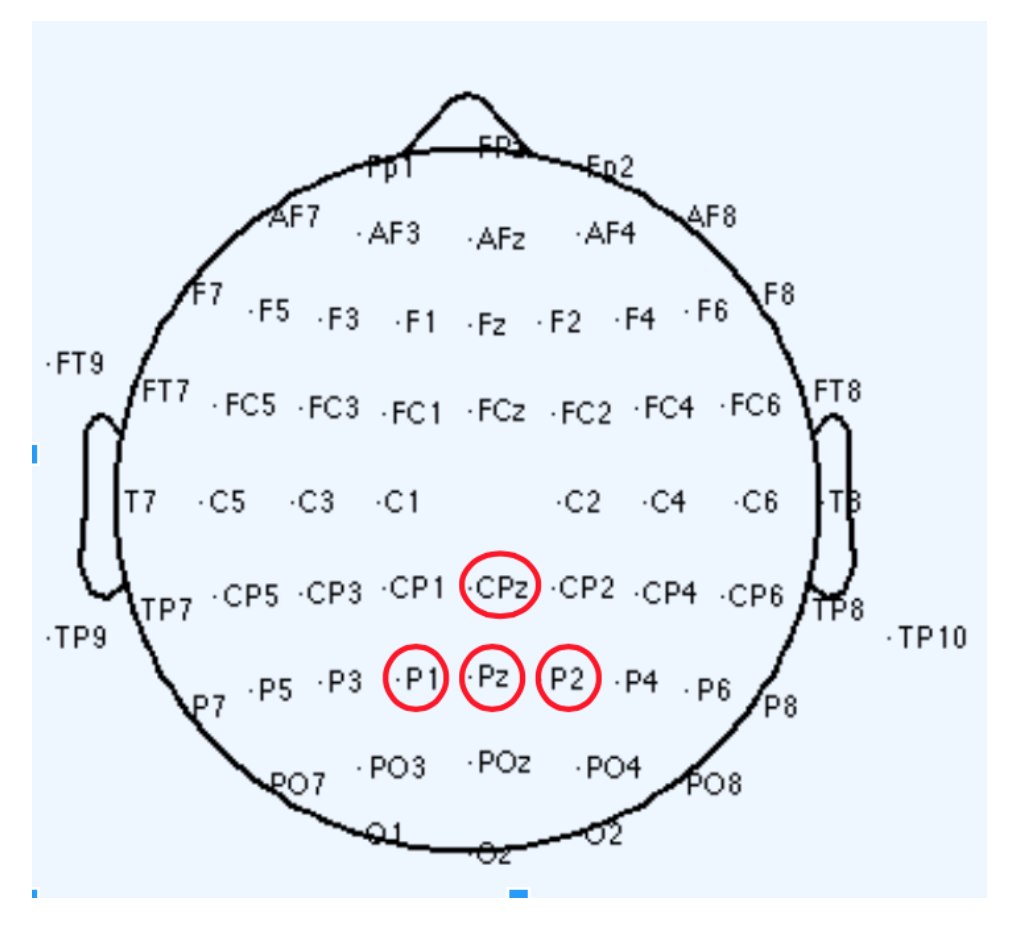 Fp1 Fp2
AF7 AF3 AFz AF4 AF8
F7 F5 F3 F1 Fz F2 F4 F6 F8
FT9 FT7 FC5 FC3 FC1 FCz FC2 FC4 FC6 FT8
T7 C5 C3 C1 C2 C4 C6 T8
TP9 TP7 CP5 CP3 CP1 CPz CP2 CP4 CP6 TP8 TP10
P7 P5 P3 P1 Pz P2 P4 P6 P8
PO7 PO3 POz PO4 PO8
O1 Oz O2